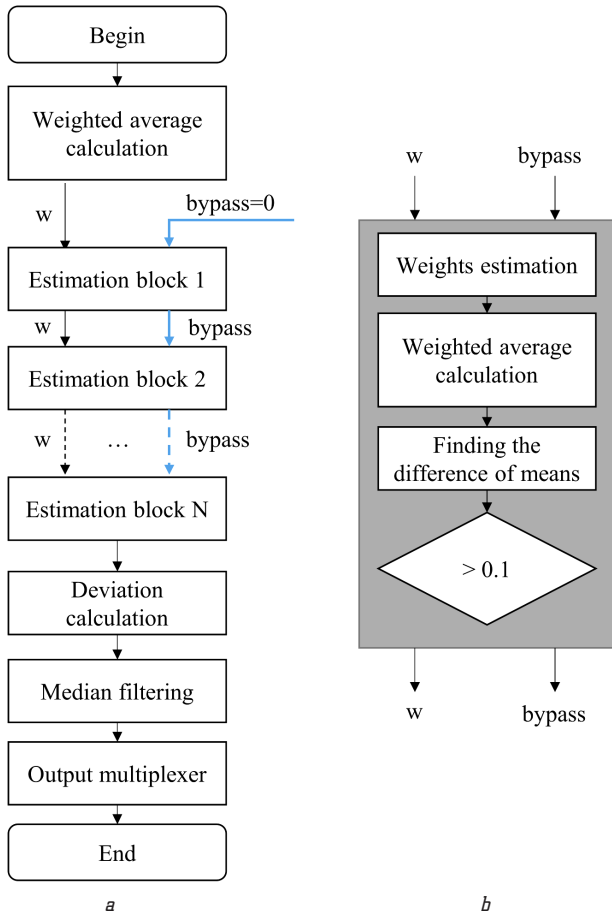 Begin
Weighted average
calculation
w
bypass=0
Estimation block 1
w
bypass
Estimation block 2
w
...
bypass
Estimation block N
Deviation
calculation
Median filtering
Output multiplexer
End
a
w
bypass
Weights estimation
Weighted average
calculation
Finding the
difference of means
> 0.1
w
bypass
b